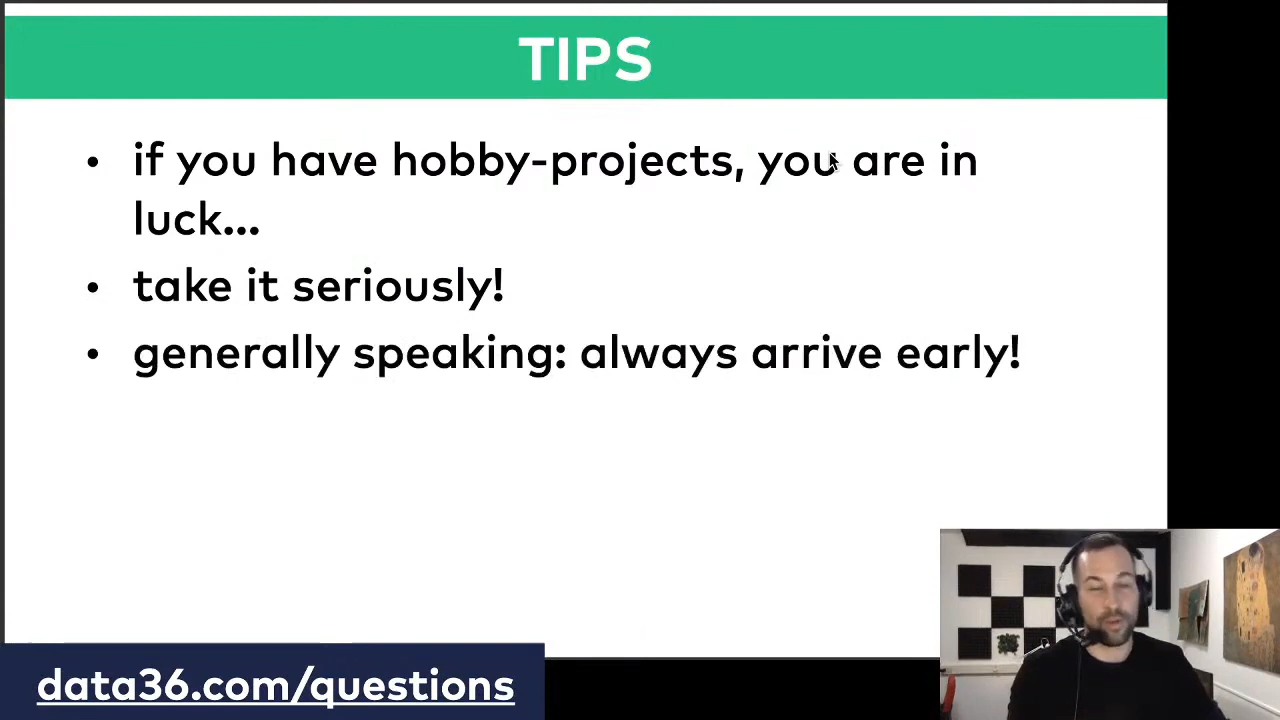 TIPS
• if you have hobby-projects, you are in
luck...
• take it seriously!
• generally speaking: always arrive early!
data36.com/questions